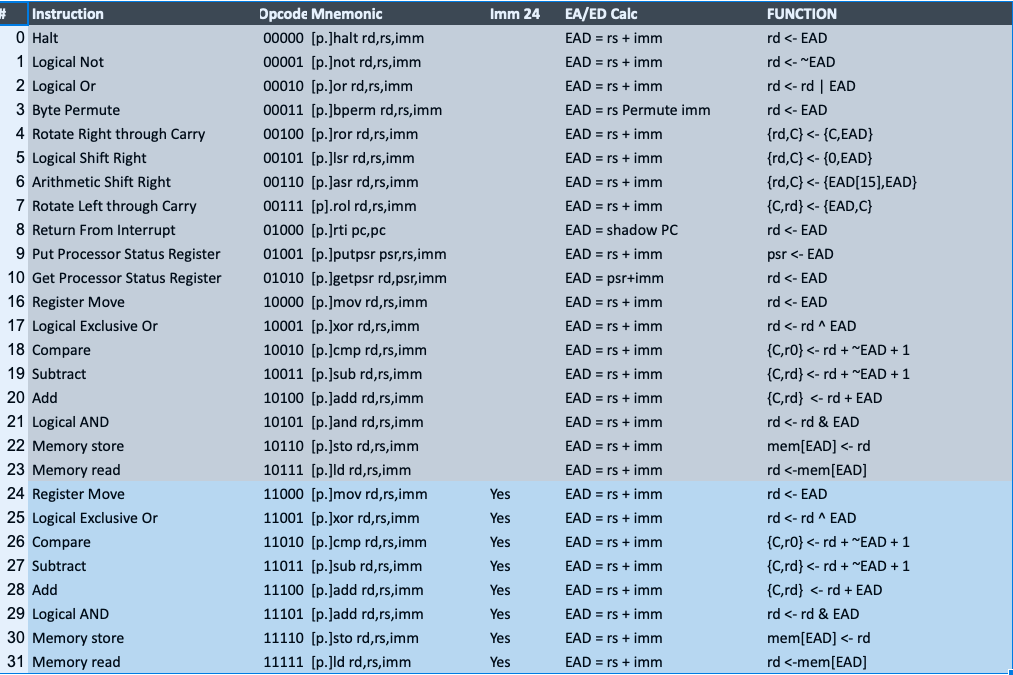 # Instruction Opcode Mnemonic Imm 24 EA/ED Calc FUNCTION
0 Halt 00000 [p.]halt rd,rs,imm EAD = rs + imm rd <- EAD
1 Logical Not 00001 [p.]not rd,rs,imm EAD = rs + imm rd <- ~EAD
2 Logical Or 00010 [p.]or rd,rs,imm EAD = rs + imm rd <- rd | EAD
3 Byte Permute 00011 [p.]bperm rd,rs,imm EAD = rs Permute imm rd <- EAD
4 Rotate Right through Carry 00100 [p.]ror rd,rs,imm EAD = rs + imm {rd,C} <- {C,EAD}
5 Logical Shift Right 00101 [p.]lsr rd,rs,imm EAD = rs + imm {rd,C} <- {0,EAD}
6 Arithmetic Shift Right 00110 [p.]asr rd,rs,imm EAD = rs + imm {rd,C} <- {EAD[15],EAD}
7 Rotate Left through Carry 00111 [p].rol rd,rs,imm EAD = rs + imm {C,rd} <- {EAD,C}
8 Return From Interrupt 01000 [p.]rti pc,pc EAD = shadow PC rd <- EAD
9 Put Processor Status Register 01001 [p.]putpsr psr,rs,imm EAD = rs + imm psr <- EAD
10 Get Processor Status Register 01010 [p.]getpsr rd,psr,imm EAD = psr+imm rd <- EAD
16 Register Move 10000 [p.]mov rd,rs,imm EAD = rs + imm rd <- EAD
17 Logical Exclusive Or 10001 [p.]xor rd,rs,imm EAD = rs + imm rd <- rd ^ EAD
18 Compare 10010 [p.]cmp rd,rs,imm EAD = rs + imm {C,r0} <- rd + ~EAD + 1
19 Subtract 10011 [p.]sub rd,rs,imm EAD = rs + imm {C,rd} <- rd + ~EAD + 1
20 Add 10100 [p.]add rd,rs,imm EAD = rs + imm {C,rd} <- rd + EAD
21 Logical AND 10101 [p.]and rd,rs,imm EAD = rs + imm rd <- rd & EAD
22 Memory store 10110 [p.]sto rd,rs,imm EAD = rs + imm mem[EAD] <- rd
23 Memory read 10111 [p.]ld rd,rs,imm EAD = rs + imm rd <-mem[EAD]
24 Register Move 11000 [p.]mov rd,rs,imm Yes EAD = rs + imm rd <- EAD
25 Logical Exclusive Or 11001 [p.]xor rd,rs,imm Yes EAD = rs + imm rd <- rd ^ EAD
26 Compare 11010 [p.]cmp rd,rs,imm Yes EAD = rs + imm {C,r0} <- rd + ~EAD + 1
27 Subtract 11011 [p.]sub rd,rs,imm Yes EAD = rs + imm {C,rd} <- rd + ~EAD + 1
28 Add 11100 [p.]add rd,rs,imm Yes EAD = rs + imm {C,rd} <- rd + EAD
29 Logical AND 11101 [p.]add rd,rs,imm Yes EAD = rs + imm rd <- rd & EAD
30 Memory store 11110 [p.]sto rd,rs,imm Yes EAD = rs + imm mem[EAD] <- rd
31 Memory read 11111 [p.]ld rd,rs,imm Yes EAD = rs + imm rd <-mem[EAD]